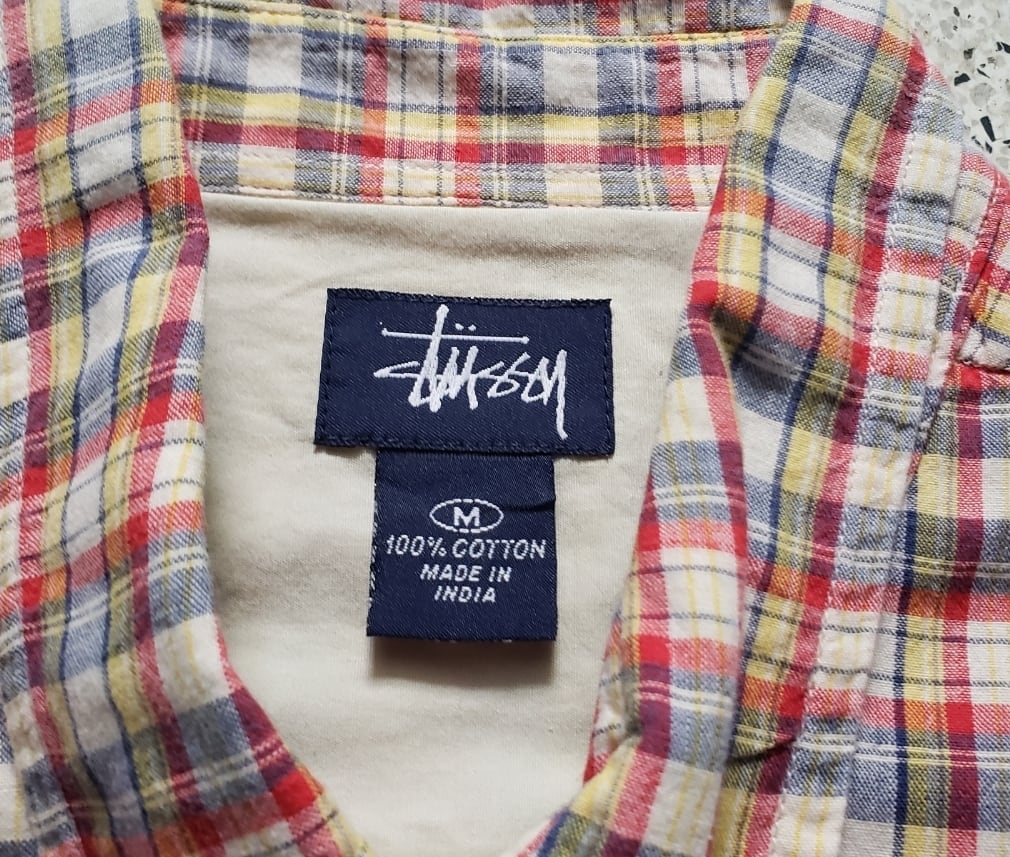 stüssy
M
100% COTTON
MADE IN
INDIA